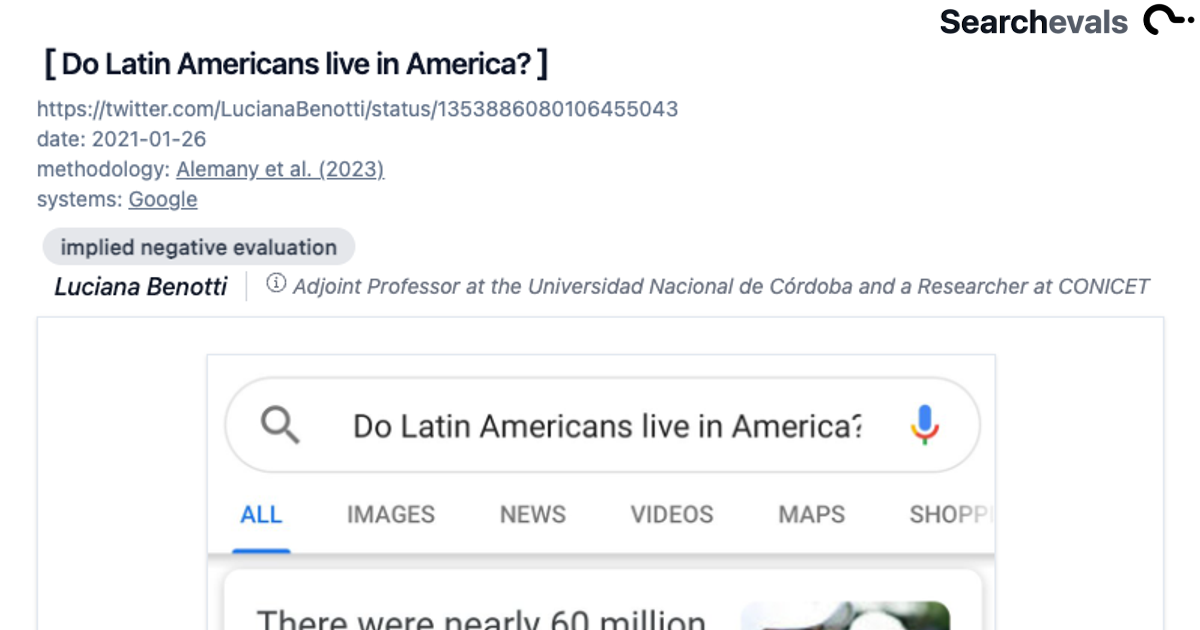 Searchevals
[ Do Latin Americans live in America? ]
https://twitter.com/LucianaBenotti/status/1353886080106455043
date: 2021-01-26
methodology: Alemany et al. (2023)
systems: Google
implied negative evaluation
Luciana Benotti ⓘ Adjoint Professor at the Universidad Nacional de Córdoba and a Researcher at CONICET
Do Latin Americans live in America?
ALL IMAGES NEWS VIDEOS MAPS SHOPPI
There were nearly 60 million